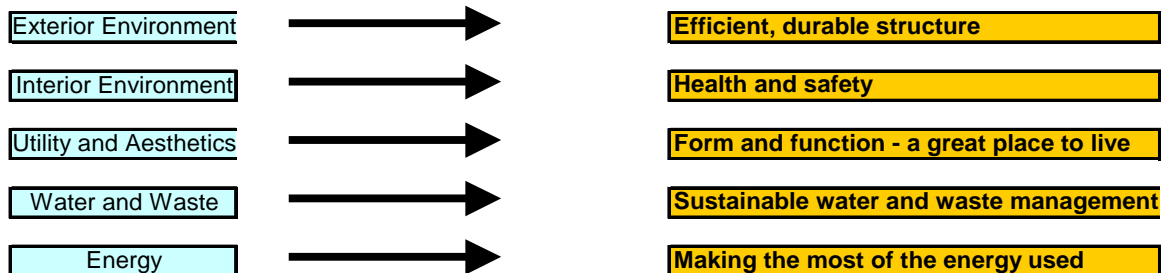 Exterior Environment
Efficient, durable structure
Interior Environment
Health and safety
Utility and Aesthetics
Form and function - a great place to live
Water and Waste
Sustainable water and waste management
Energy
Making the most of the energy used